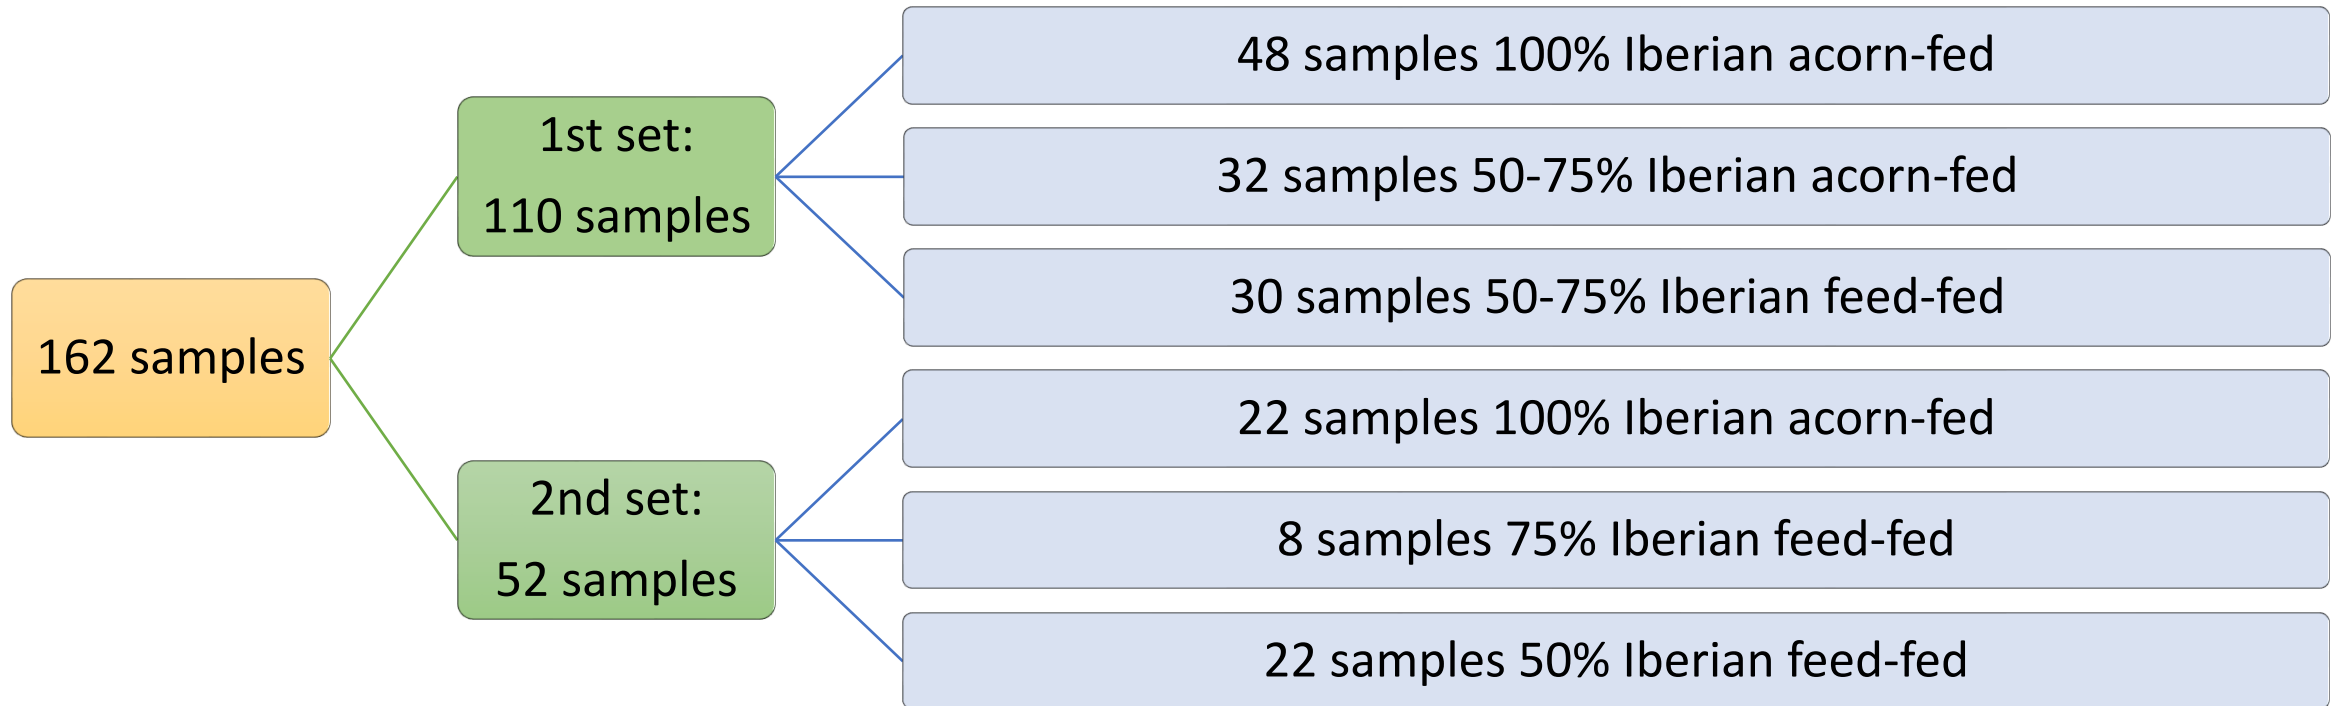 162 samples
1st set:
110 samples
48 samples 100% Iberian acorn-fed
32 samples 50-75% Iberian acorn-fed
30 samples 50-75% Iberian feed-fed
2nd set:
52 samples
22 samples 100% Iberian acorn-fed
8 samples 75% Iberian feed-fed
22 samples 50% Iberian feed-fed